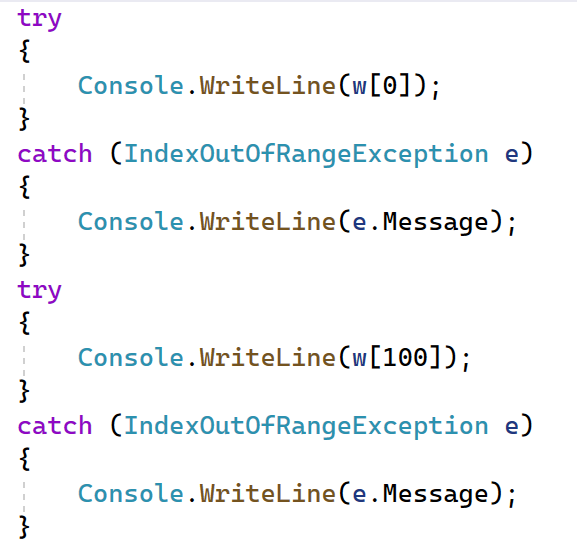 try
{
    Console.WriteLine(w[0]);
}
catch (IndexOutOfRangeException e)
{
    Console.WriteLine(e.Message);
}
try
{
    Console.WriteLine(w[100]);
}
catch (IndexOutOfRangeException e)
{
    Console.WriteLine(e.Message);
}